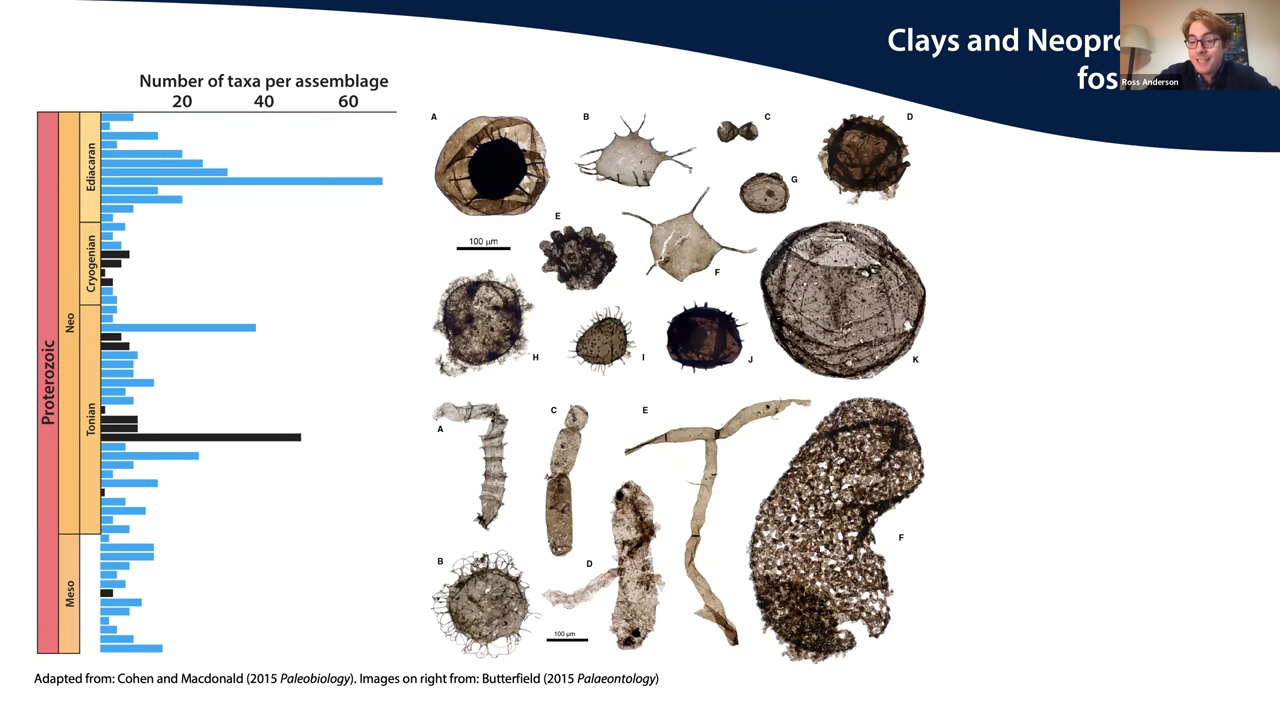 Clays and Neopro
fos
Ross Anderson
Number of taxa per assemblage
20 40 60
Proterozoic
Neo
Meso
Ediacaran
Cryogenian
Tonian
A
B
C
D
G
E
F
100 µm
H
I
J
K
A
C
E
B
D
F
100 µm
Adapted from: Cohen and Macdonald (2015 Paleobiology). Images on right from: Butterfield (2015 Palaeontology)